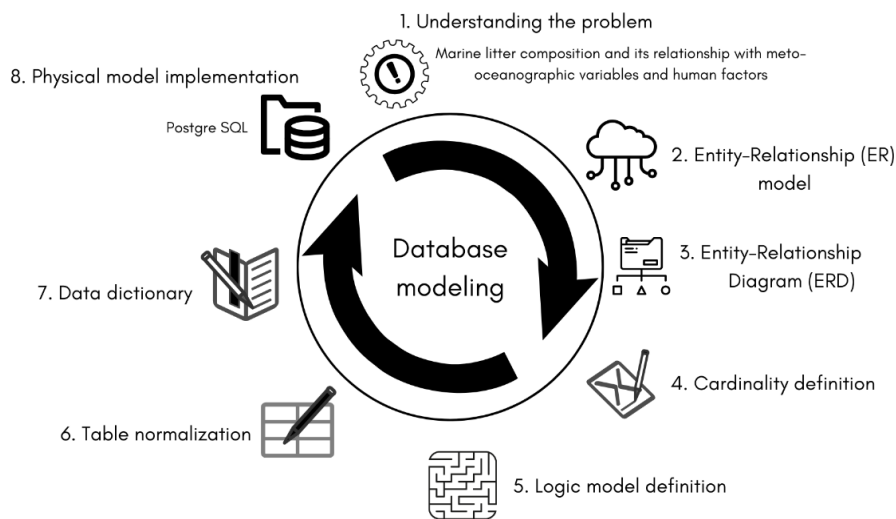 1. Understanding the problem
Marine litter composition and its relationship with meto-
oceanographic variables and human factors
2. Entity-Relationship (ER)
model
3. Entity-Relationship
Diagram (ERD)
4. Cardinality definition
5. Logic model definition
6. Table normalization
7. Data dictionary
8. Physical model implementation
Postgre SQL
Database
modeling